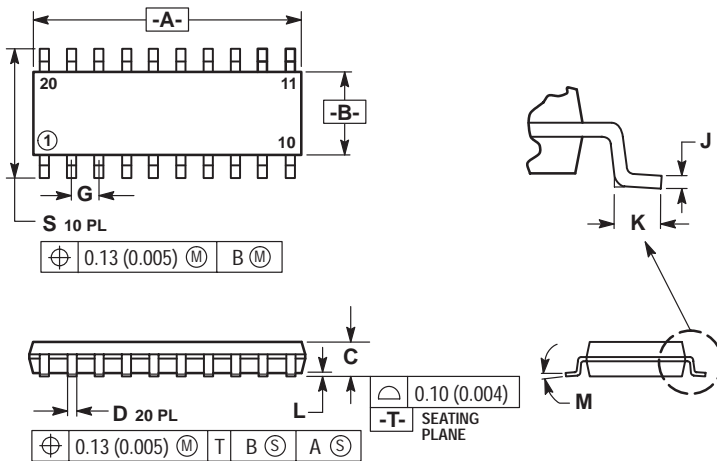 -A-
20 11
-B-
1 10
J
G
K
S 10 PL
⌖ 0.13 (0.005) Ⓜ B Ⓜ
C
L
M
D 20 PL
⌓ 0.10 (0.004)
-T- SEATING
PLANE
⌖ 0.13 (0.005) Ⓜ T B Ⓢ A Ⓢ